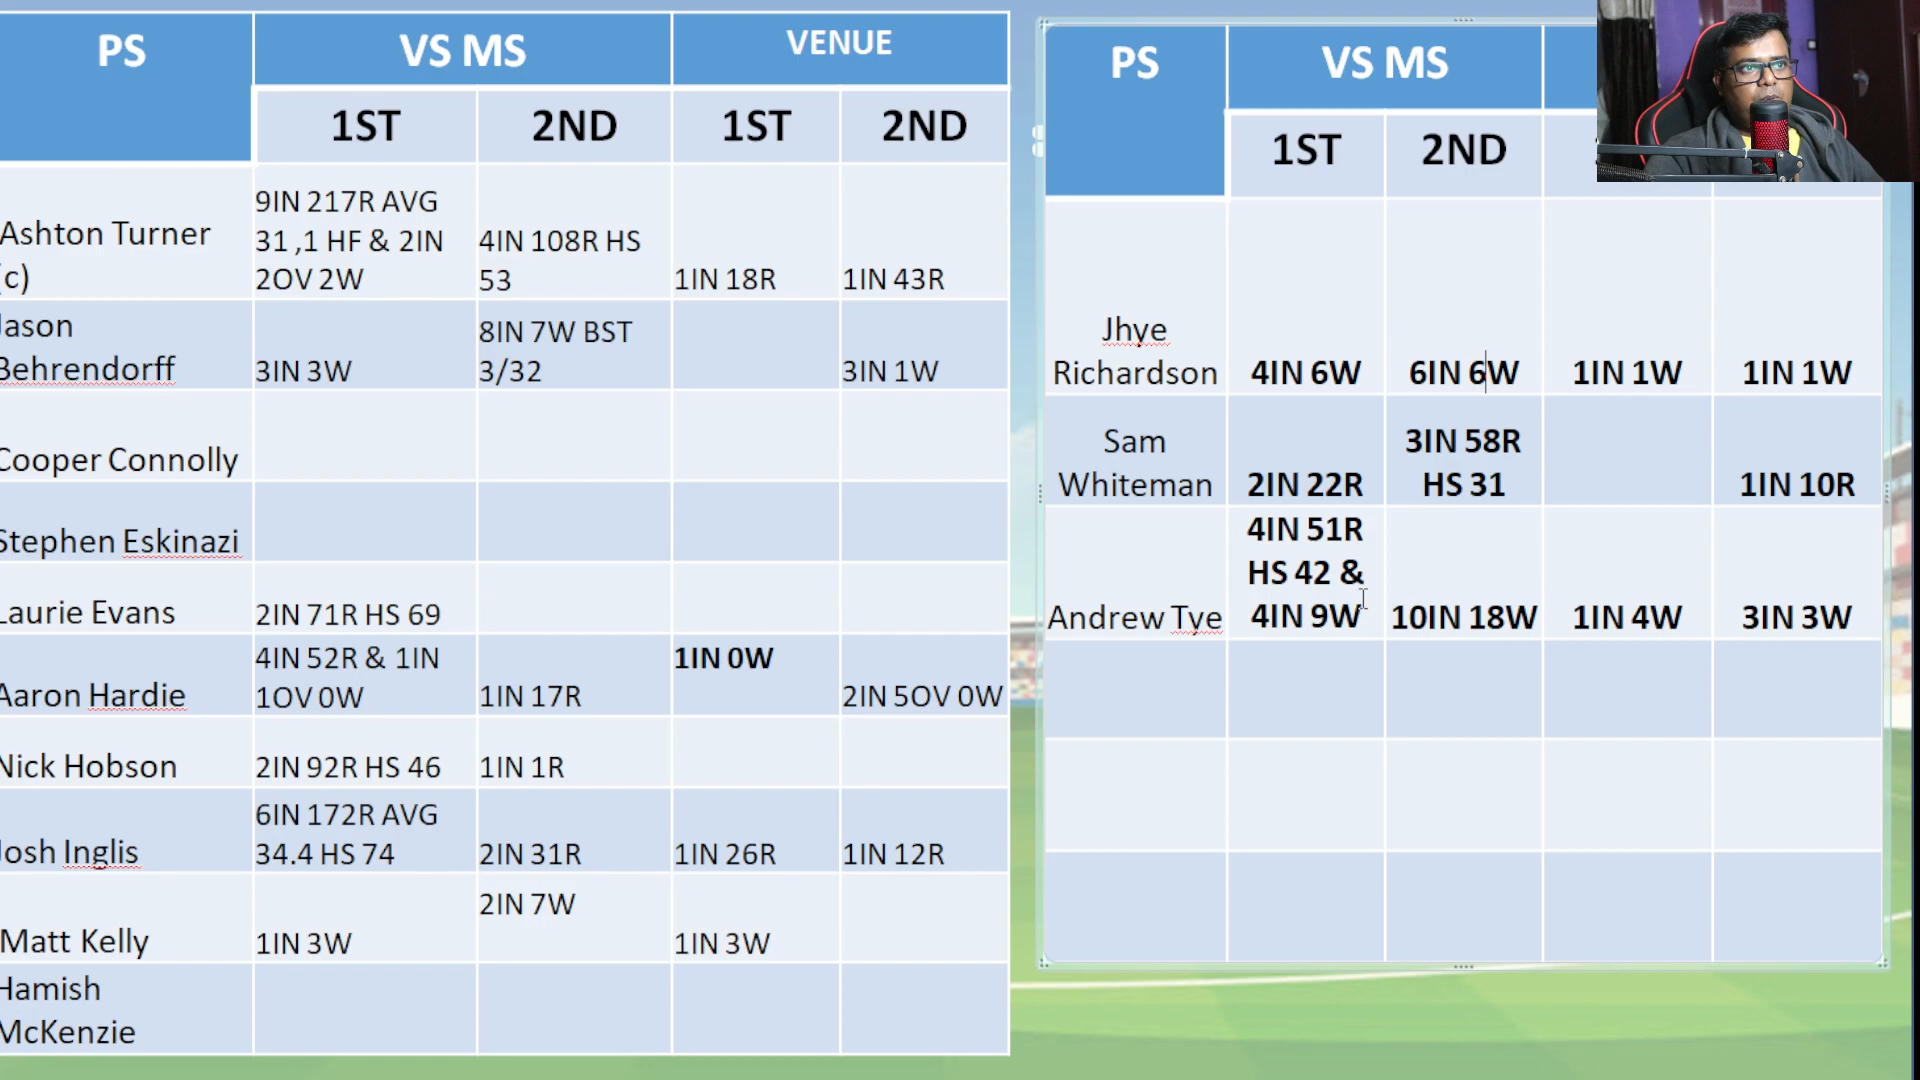 PS
VS MS
VENUE
1ST
2ND
1ST
2ND
Ashton Turner
(c)
9IN 217R AVG
31 ,1 HF & 2IN
2OV 2W
4IN 108R HS
53
1IN 18R
1IN 43R
Jason
Behrendorff
3IN 3W
8IN 7W BST
3/32
3IN 1W
Cooper Connolly
Stephen Eskinazi
Laurie Evans
2IN 71R HS 69
Aaron Hardie
4IN 52R & 1IN
1OV 0W
1IN 17R
1IN 0W
2IN 5OV 0W
Nick Hobson
2IN 92R HS 46
1IN 1R
Josh Inglis
6IN 172R AVG
34.4 HS 74
2IN 31R
1IN 26R
1IN 12R
Matt Kelly
1IN 3W
2IN 7W
1IN 3W
Hamish
McKenzie
PS
VS MS
1ST
2ND
Jhye
Richardson
4IN 6W
6IN 6W
1IN 1W
1IN 1W
Sam
Whiteman
2IN 22R
3IN 58R
HS 31
1IN 10R
Andrew Tye
4IN 51R
HS 42 &
4IN 9W
10IN 18W
1IN 4W
3IN 3W